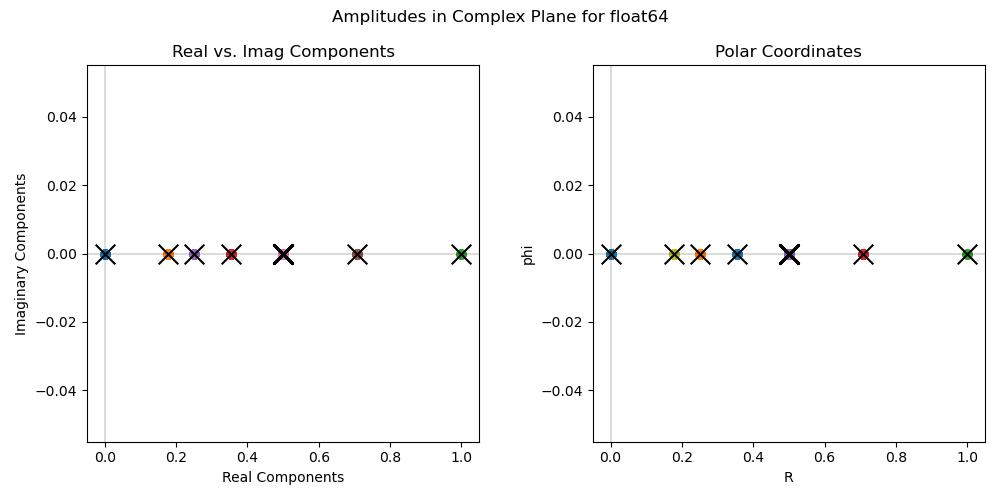 Amplitudes in Complex Plane for float64
Real vs. Imag Components
0.04
0.02
0.00
−0.02
−0.04
Imaginary Components
0.0 0.2 0.4 0.6 0.8 1.0
Real Components
Polar Coordinates
0.04
0.02
0.00
−0.02
−0.04
phi
0.0 0.2 0.4 0.6 0.8 1.0
R